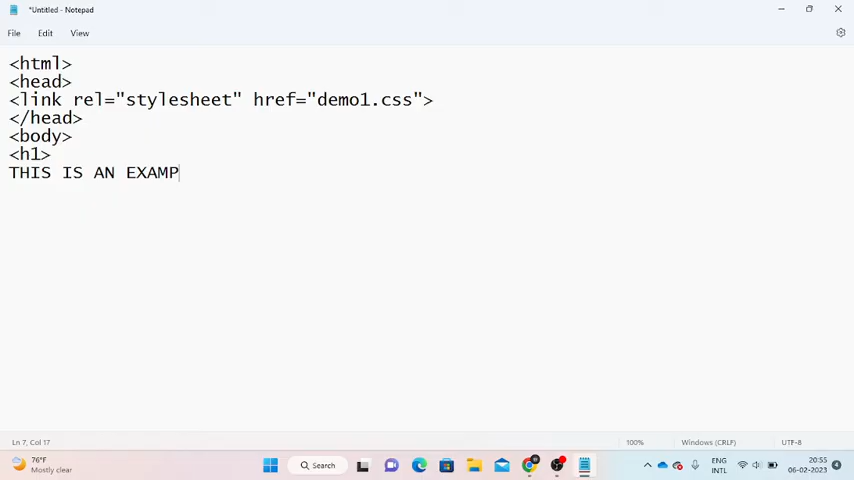 *Untitled - Notepad
File Edit View
<html>
<head>
<link rel="stylesheet" href="demo1.css">
</head>
<body>
<h1>
THIS IS AN EXAMP
Ln 7, Col 17 100% Windows (CRLF) UTF-8
76°F
Mostly clear
Search
ENG
INTL
20:55
06-02-2023
4